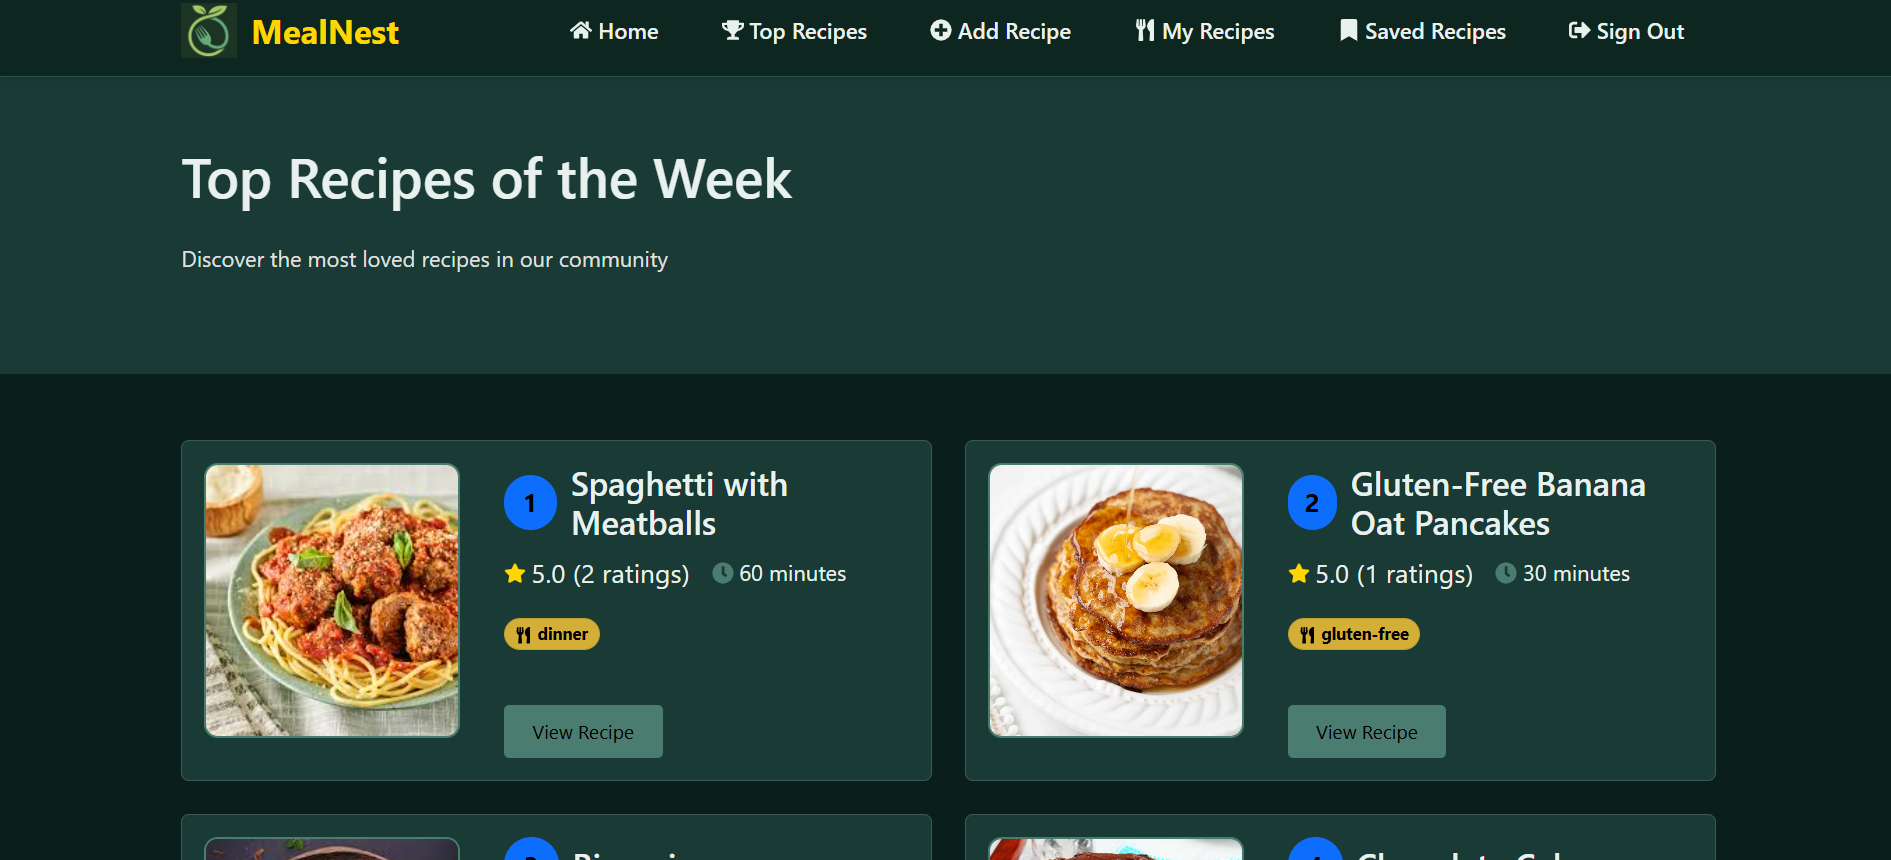 MealNest
Home
Top Recipes
Add Recipe
My Recipes
Saved Recipes
Sign Out
Top Recipes of the Week
Discover the most loved recipes in our community
1
Spaghetti with
Meatballs
5.0 (2 ratings)
60 minutes
dinner
View Recipe
2
Gluten-Free Banana
Oat Pancakes
5.0 (1 ratings)
30 minutes
gluten-free
View Recipe